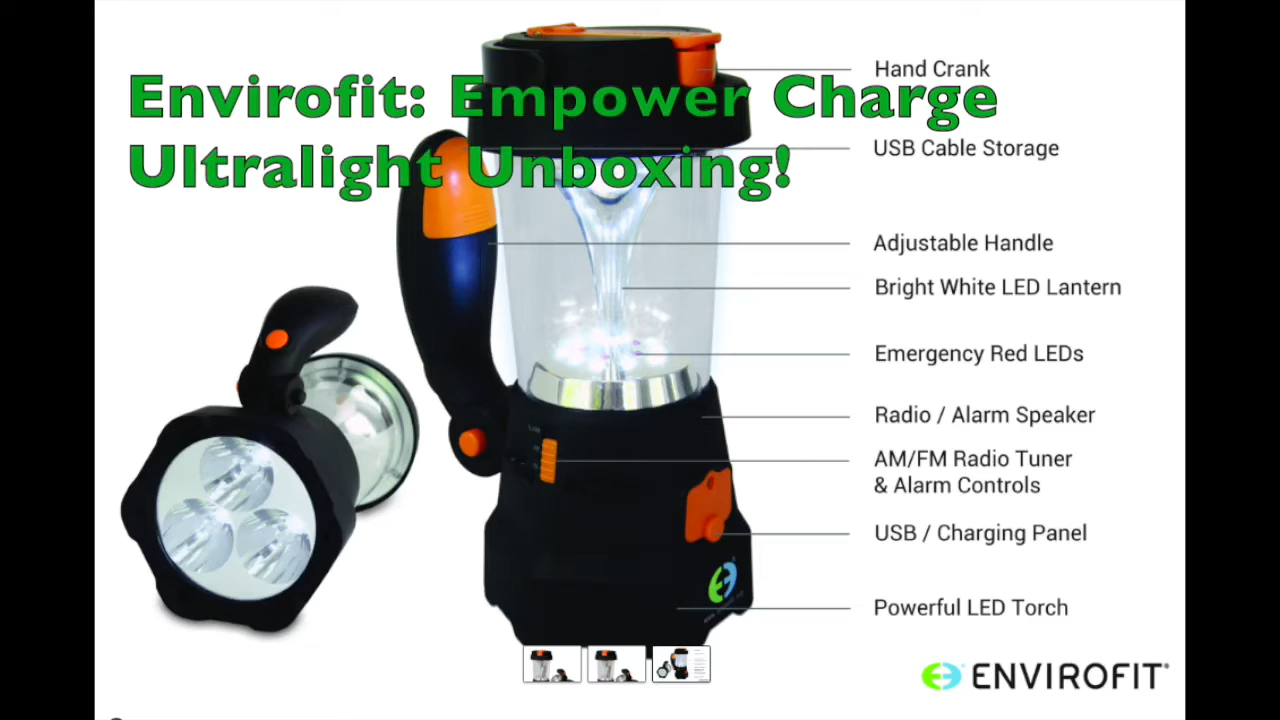 Envirofit: Empower Charge
Ultralight Unboxing!
Hand Crank
USB Cable Storage
Adjustable Handle
Bright White LED Lantern
Emergency Red LEDs
Radio / Alarm Speaker
AM/FM Radio Tuner
& Alarm Controls
USB / Charging Panel
Powerful LED Torch
ENVIROFIT